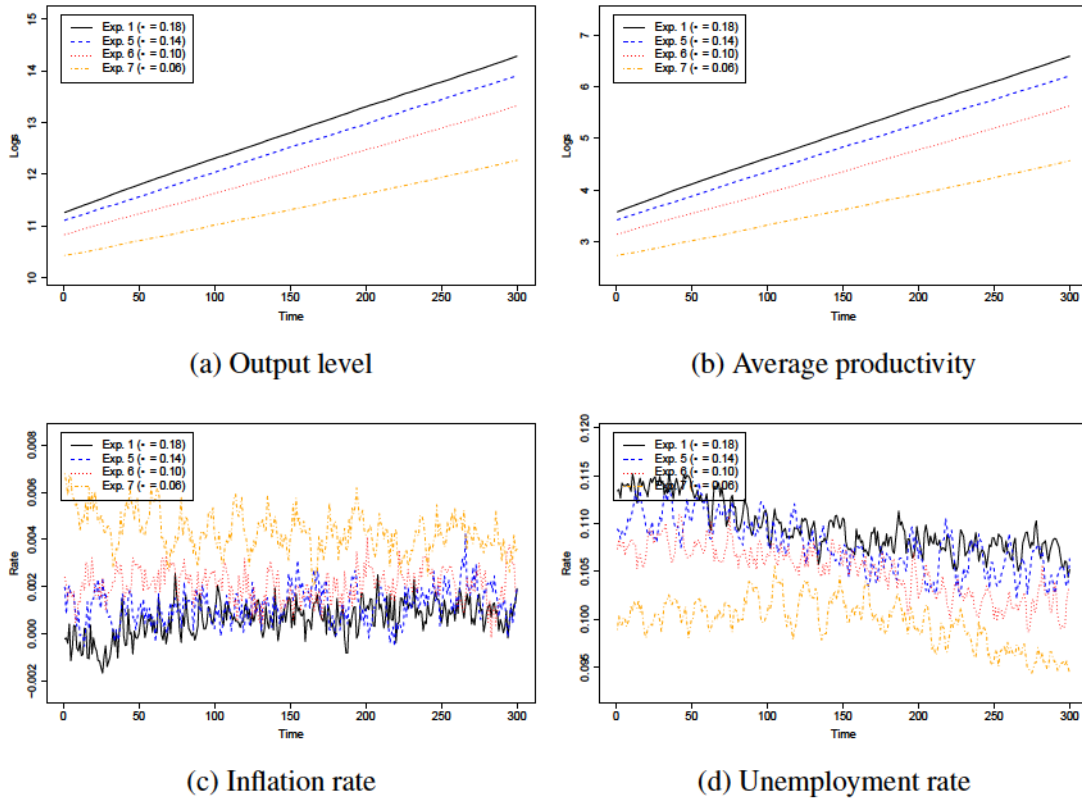 Exp. 1 (• = 0.18)
Exp. 5 (• = 0.14)
Exp. 6 (• = 0.10)
Exp. 7 (• = 0.06)
15
14
13
12
11
10
Logs
0 50 100 150 200 250 300
Time
(a) Output level
Exp. 1 (• = 0.18)
Exp. 5 (• = 0.14)
Exp. 6 (• = 0.10)
Exp. 7 (• = 0.06)
7
6
5
4
3
Logs
0 50 100 150 200 250 300
Time
(b) Average productivity
Exp. 1 (• = 0.18)
Exp. 5 (• = 0.14)
Exp. 6 (• = 0.10)
Exp. 7 (• = 0.06)
0.008
0.006
0.004
0.002
0.000
−0.002
Rate
0 50 100 150 200 250 300
Time
(c) Inflation rate
Exp. 1 (• = 0.18)
Exp. 5 (• = 0.14)
Exp. 6 (• = 0.10)
Exp. 7 (• = 0.06)
0.120
0.115
0.110
0.105
0.100
0.095
Rate
0 50 100 150 200 250 300
Time
(d) Unemployment rate